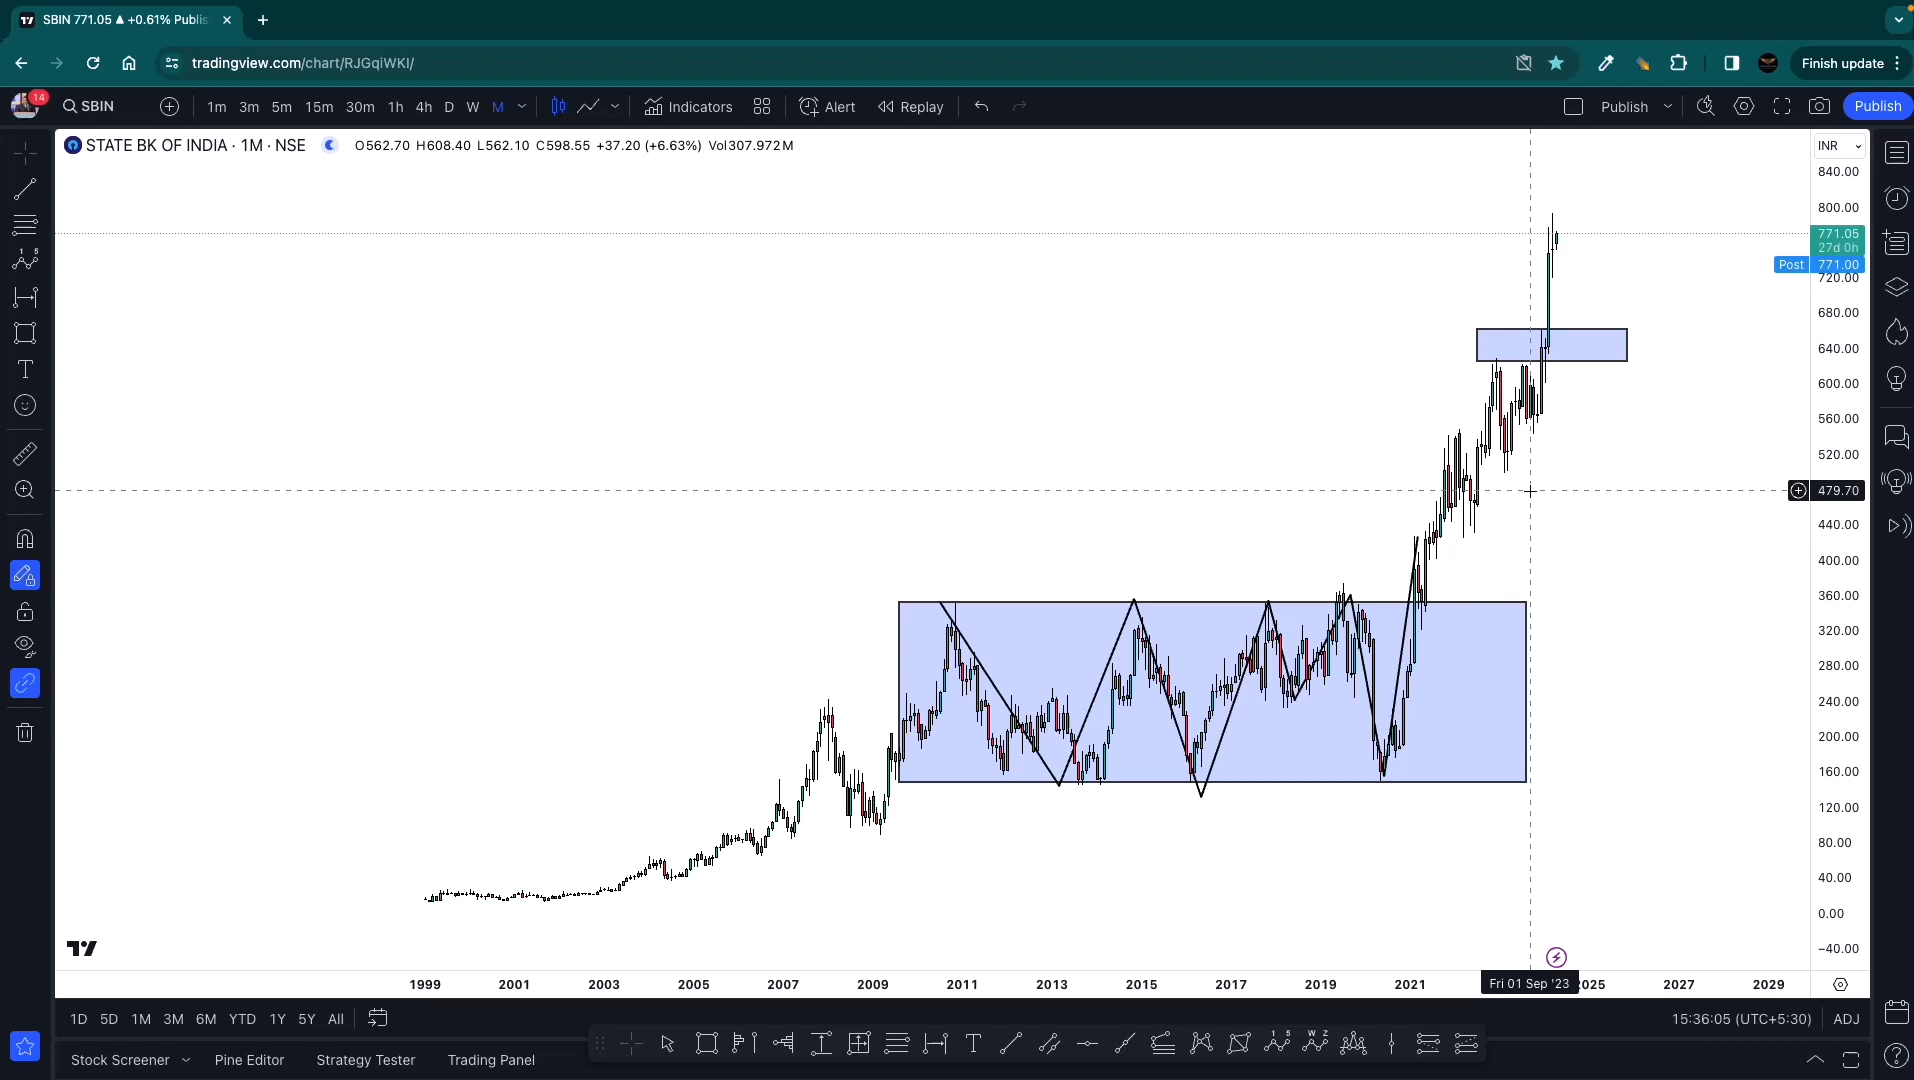 SBIN 771.05 ▲ +0.61% Publis
tradingview.com/chart/RJGqiWKI/
Finish update
14
SBIN
1m 3m 5m 15m 30m 1h 4h D W M
Indicators
Alert
Replay
Publish
Publish
STATE BK OF INDIA · 1M · NSE
O562.70 H608.40 L562.10 C598.55 +37.20 (+6.63%) Vol307.972M
INR
840.00
800.00
771.05
27d 0h
Post 771.00
720.00
680.00
640.00
600.00
560.00
520.00
479.70
440.00
400.00
360.00
320.00
280.00
240.00
200.00
160.00
120.00
80.00
40.00
0.00
−40.00
1999 2001 2003 2005 2007 2009 2011 2013 2015 2017 2019 2021 Fri 01 Sep '23 2025 2027 2029
1D 5D 1M 3M 6M YTD 1Y 5Y All
15:36:05 (UTC+5:30) ADJ
Stock Screener
Pine Editor
Strategy Tester
Trading Panel